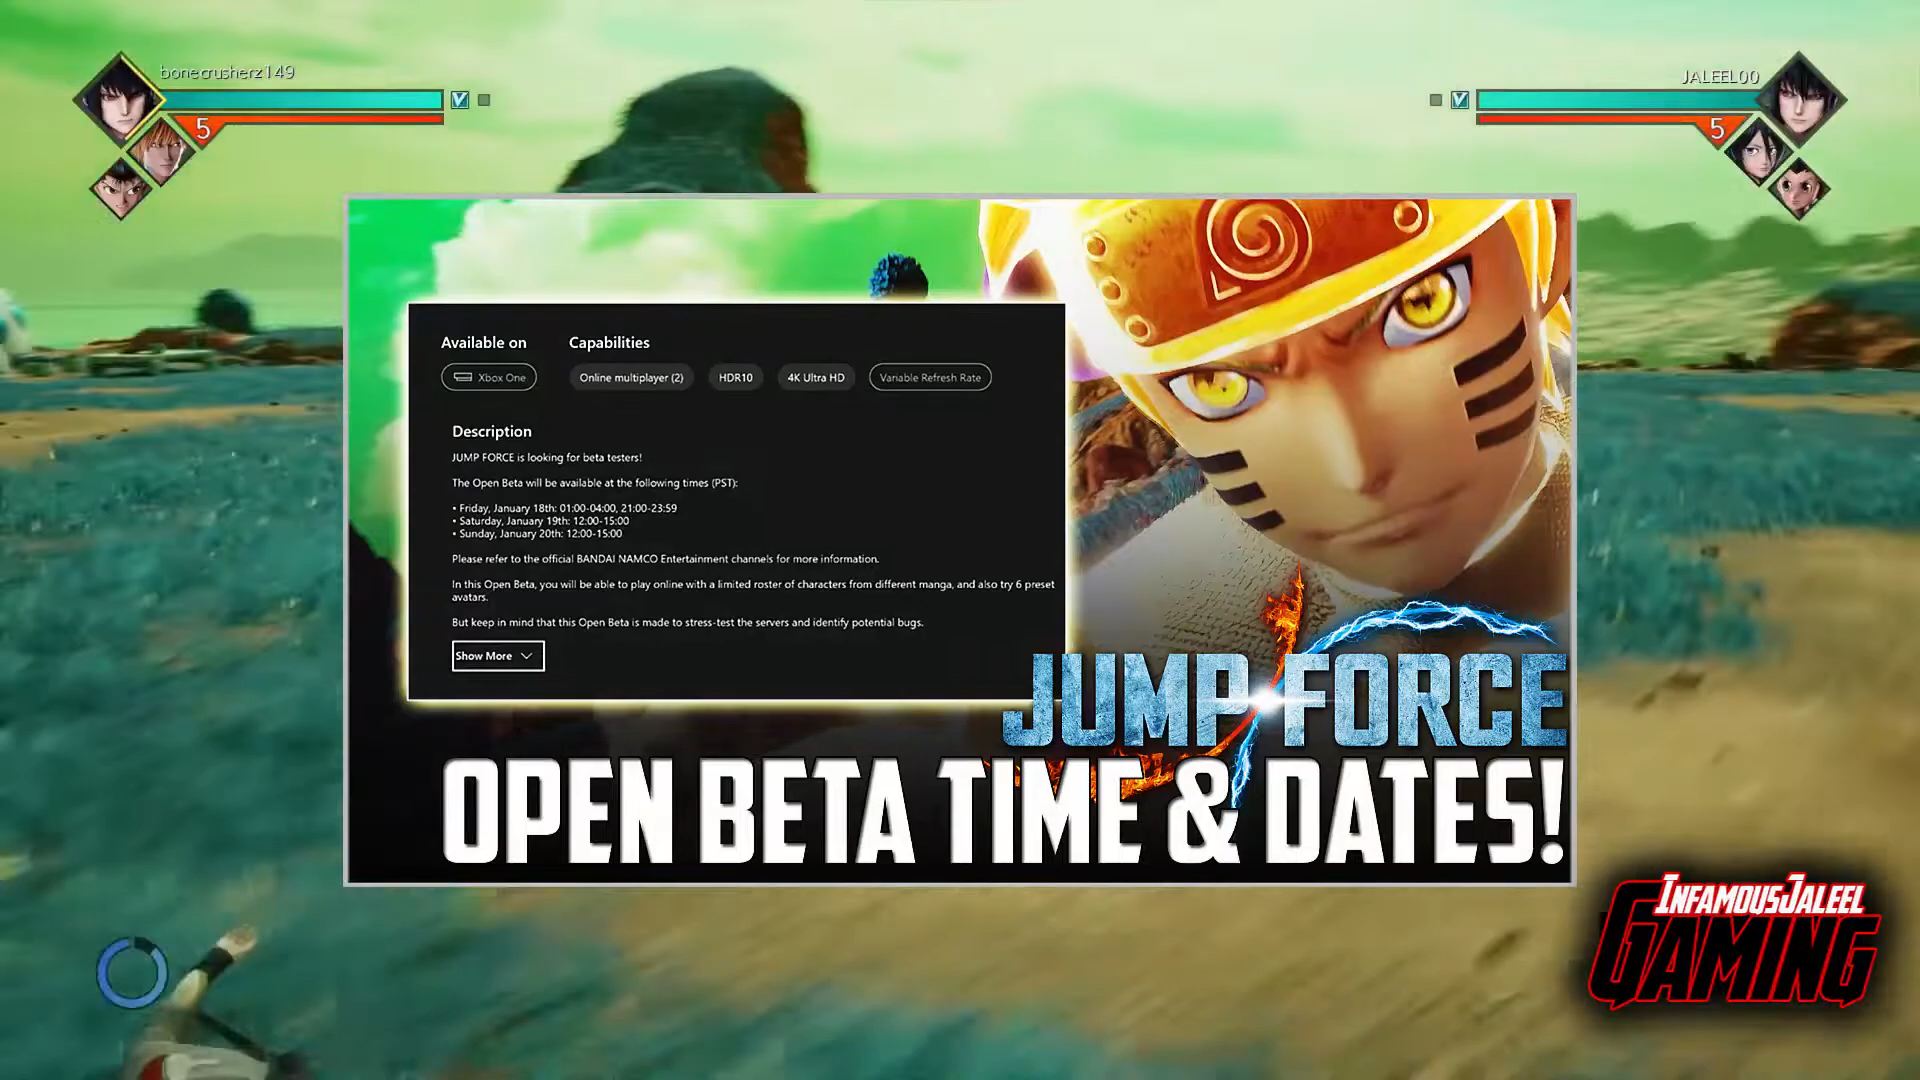 bonecrusherz149
JALEEL00
5
5
Available on
Capabilities
Xbox One
Online multiplayer (2)
HDR10
4K Ultra HD
Variable Refresh Rate
Description
JUMP FORCE is looking for beta testers!
The Open Beta will be available at the following times (PST):
• Friday, January 18th: 01:00-04:00, 21:00-23:59
• Saturday, January 19th: 12:00-15:00
• Sunday, January 20th: 12:00-15:00
Please refer to the official BANDAI NAMCO Entertainment channels for more information.
In this Open Beta, you will be able to play online with a limited roster of characters from different manga, and also try 6 preset
avatars.
But keep in mind that this Open Beta is made to stress-test the servers and identify potential bugs.
Show More
JUMP FORCE
OPEN BETA TIME & DATES!
INFAMOUSJALEEL
GAMING